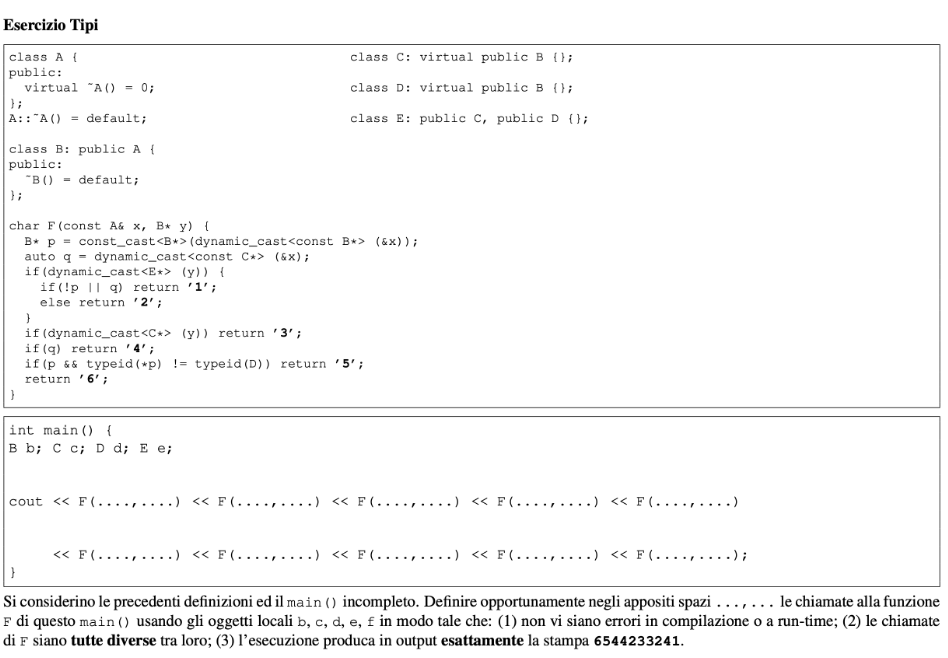 Esercizio Tipi
class A {                                  class C: virtual public B {};
public:
  virtual ~A() = 0;                        class D: virtual public B {};
};
A::~A() = default;                         class E: public C, public D {};
class B: public A {
public:
  ~B() = default;
};
char F(const A& x, B* y) {
  B* p = const_cast<B*>(dynamic_cast<const B*> (&x));
  auto q = dynamic_cast<const C*> (&x);
  if(dynamic_cast<E*> (y)) {
    if(!p || q) return '1';
    else return '2';
  }
  if(dynamic_cast<C*> (y)) return '3';
  if(q) return '4';
  if(p && typeid(*p) != typeid(D)) return '5';
  return '6';
}
int main() {
B b; C c; D d; E e;
cout << F(....,....) << F(....,....) << F(....,....) << F(....,....) << F(....,....)
     << F(....,....) << F(....,....) << F(....,....) << F(....,....) << F(....,....);
}
Si considerino le precedenti definizioni ed il main() incompleto. Definire opportunamente negli appositi spazi ...,... le chiamate alla funzione
F di questo main() usando gli oggetti locali b, c, d, e, f in modo tale che: (1) non vi siano errori in compilazione o a run-time; (2) le chiamate
di F siano tutte diverse tra loro; (3) l'esecuzione produca in output esattamente la stampa 6544233241.